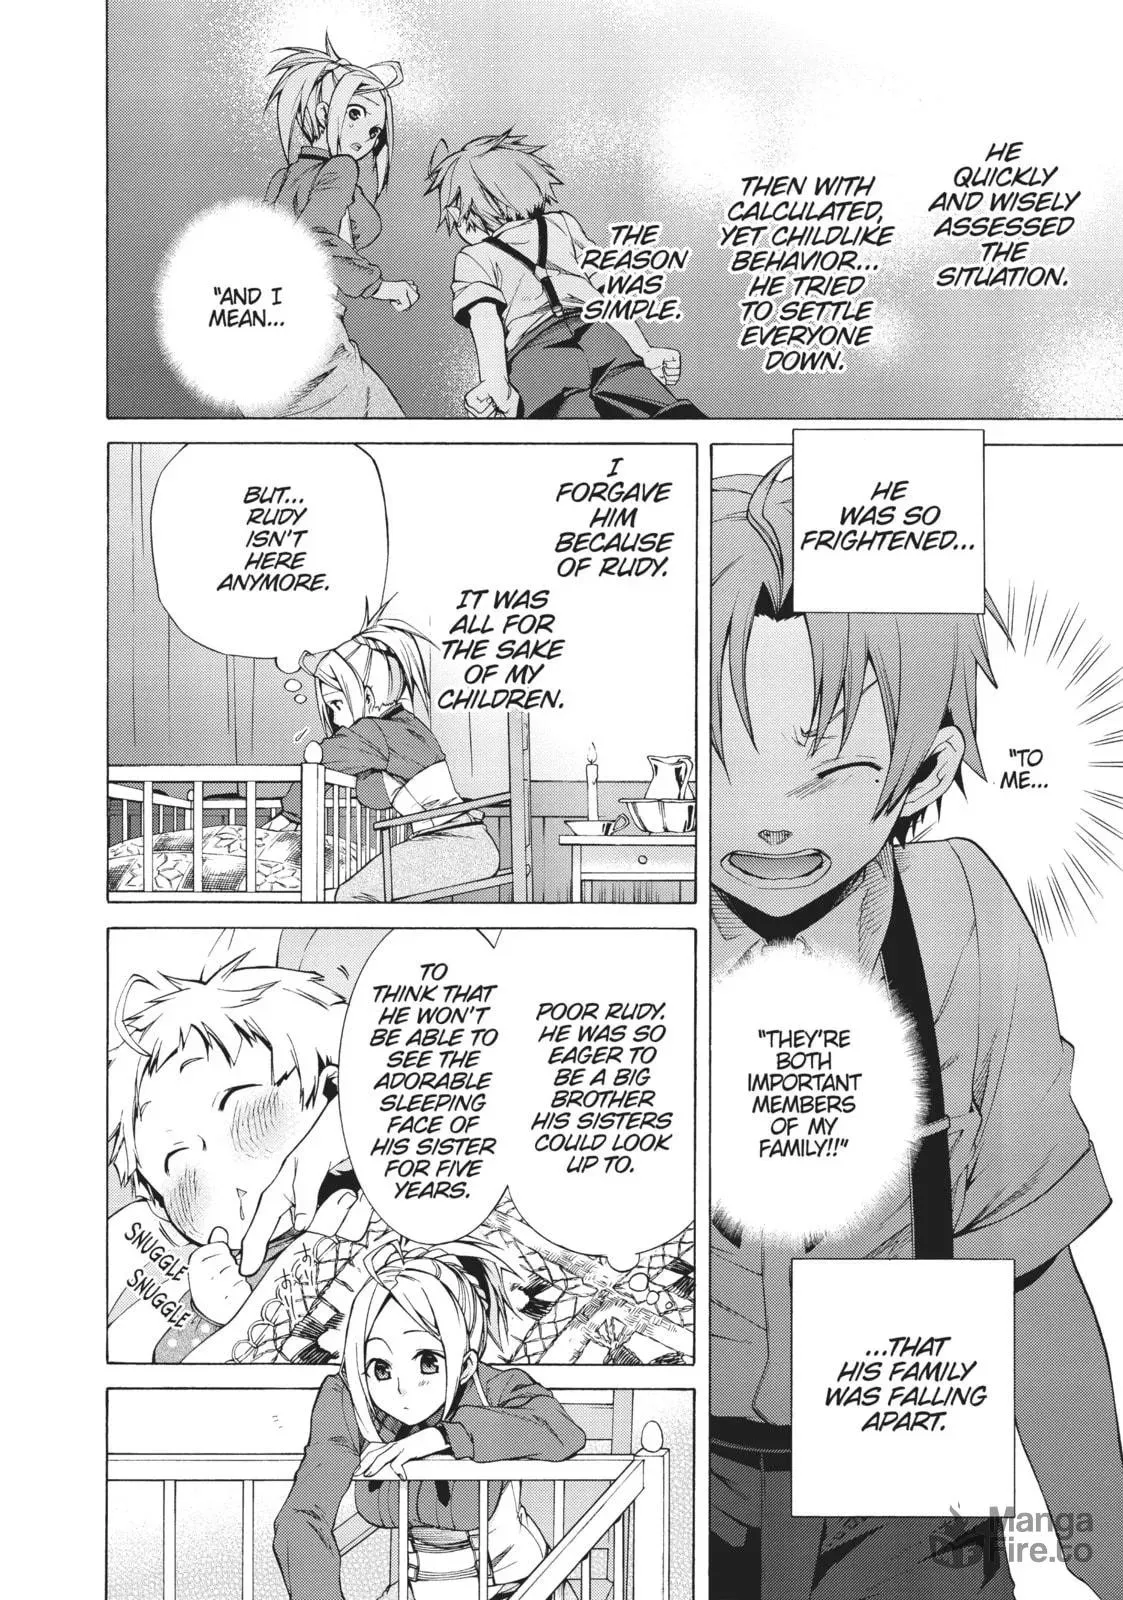 HE
QUICKLY
AND WISELY
ASSESSED
THE
SITUATION.
THEN WITH
CALCULATED,
YET CHILDLIKE
BEHAVIOR...
HE TRIED
TO SETTLE
EVERYONE
DOWN.
THE
REASON
WAS
SIMPLE.
"AND I
MEAN...
HE
WAS SO
FRIGHTENED...
"TO
ME...
"THEY'RE
BOTH
IMPORTANT
MEMBERS
OF MY
FAMILY!!"
...THAT
HIS FAMILY
WAS FALLING
APART.
I
FORGAVE
HIM
BECAUSE
OF RUDY.
IT WAS
ALL FOR
THE SAKE
OF MY
CHILDREN.
BUT...
RUDY
ISN'T
HERE
ANYMORE.
POOR RUDY.
HE WAS SO
EAGER TO
BE A BIG
BROTHER
HIS SISTERS
COULD LOOK
UP TO.
TO
THINK THAT
HE WON'T
BE ABLE TO
SEE THE
ADORABLE
SLEEPING
FACE OF
HIS SISTER
FOR FIVE
YEARS.
SNUGGLE
SNUGGLE
Manga
Fire.to